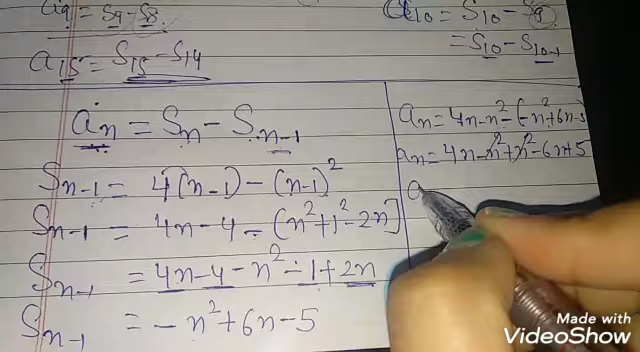 a9 = S9 - S8
a15 = S15 - S14
an = Sn - Sn-1
Sn-1 = 4(n-1) - (n-1)²
Sn-1 = 4n - 4 - (n² + 1² - 2n]
Sn-1 = 4n - 4 - n² - 1 + 2n
Sn-1 = - n² + 6n - 5
a10 = S10 - S9
= S10 - S10-1
an = 4n - n² - (-n² + 6n - 5)
an = 4n - n² + n² - 6n + 5
a
Made with
VideoShow